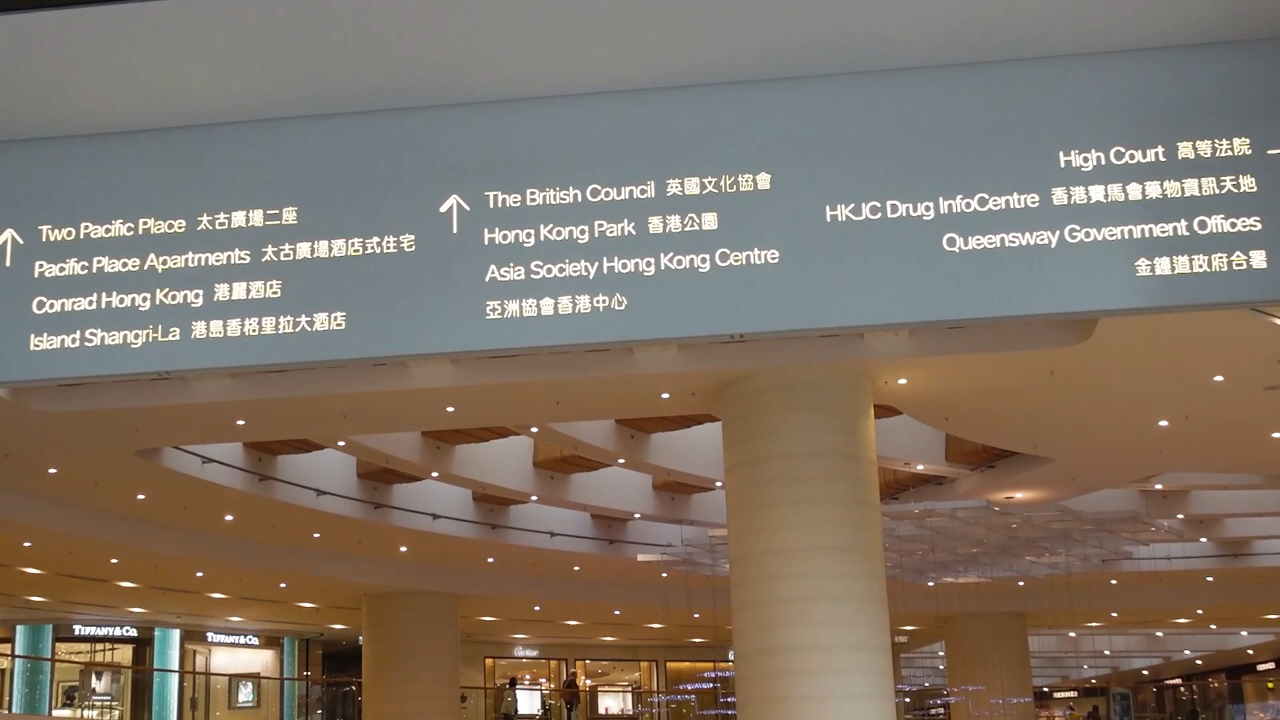 Two Pacific Place 太古廣場二座
Pacific Place Apartments 太古廣場酒店式住宅
Conrad Hong Kong 港麗酒店
Island Shangri-La 港島香格里拉大酒店
The British Council 英國文化協會
Hong Kong Park 香港公園
Asia Society Hong Kong Centre
亞洲協會香港中心
High Court 高等法院
HKJC Drug InfoCentre 香港賽馬會藥物資訊天地
Queensway Government Offices
金鐘道政府合署
TIFFANY & CO.
TIFFANY & CO.
Cartier
HERMES